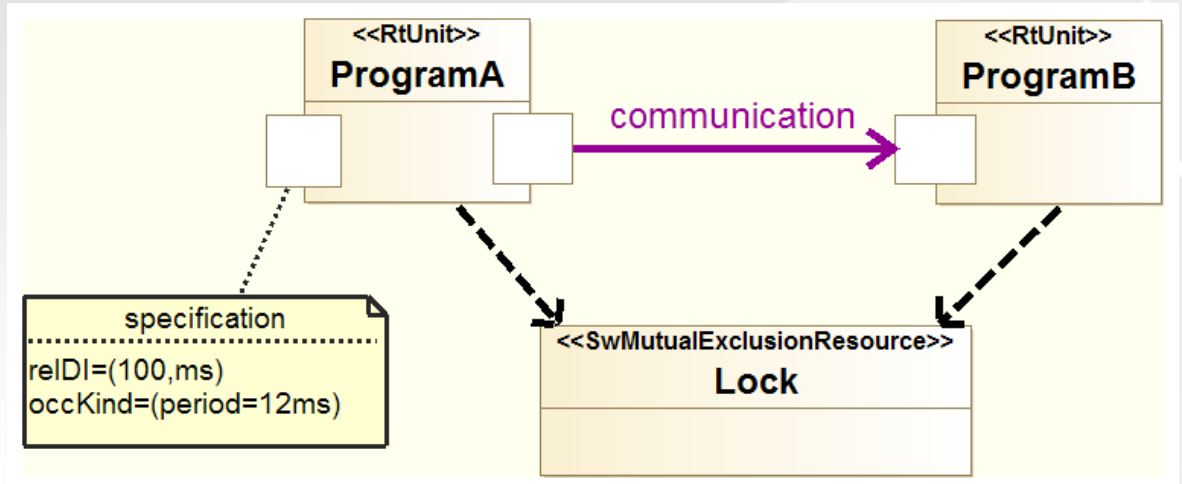 <<RtUnit>>
ProgramA
<<RtUnit>>
ProgramB
communication
specification
relDl=(100,ms)
occKind=(period=12ms)
<<SwMutualExclusionResource>>
Lock